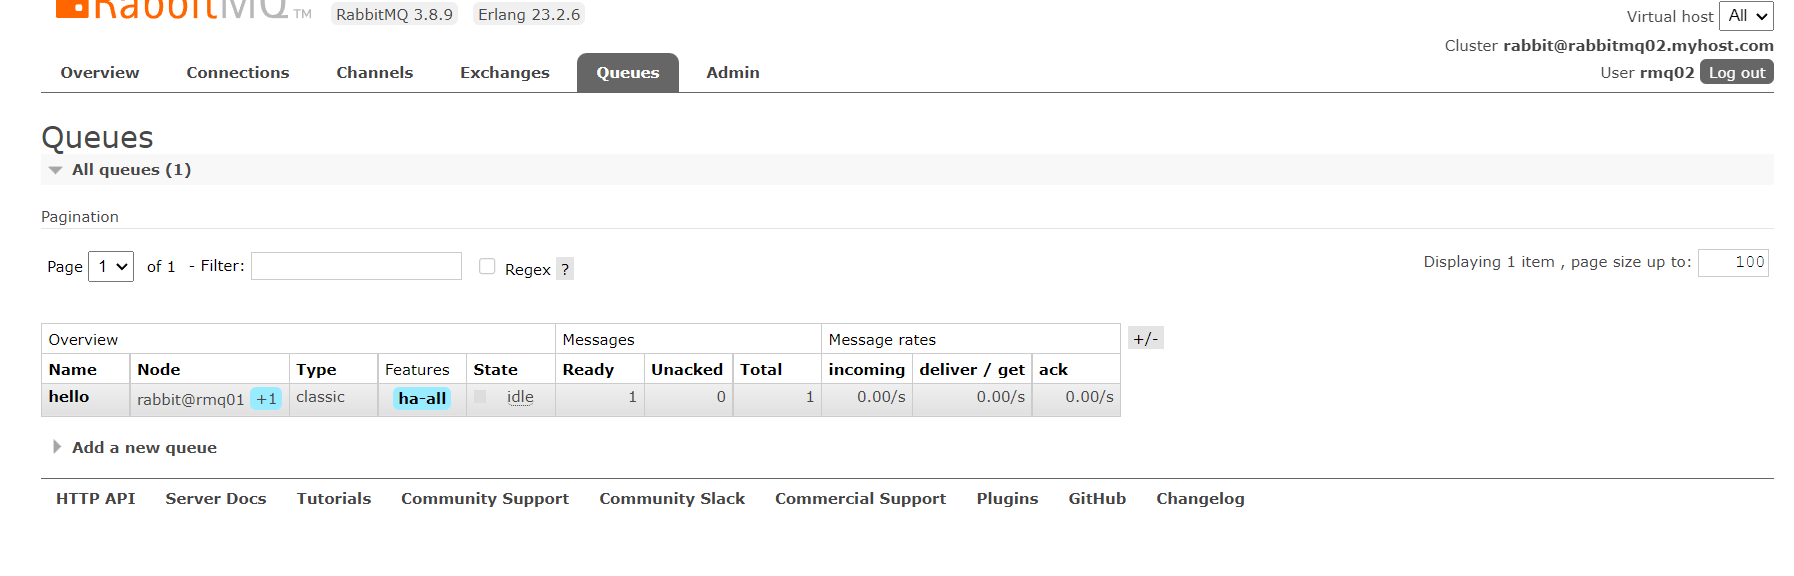 RabbitMQ TM RabbitMQ 3.8.9 Erlang 23.2.6
Virtual host All
Cluster rabbit@rabbitmq02.myhost.com
User rmq02 Log out
Overview Connections Channels Exchanges Queues Admin
Queues
All queues (1)
Pagination
Page 1 of 1 - Filter: Regex ? Displaying 1 item , page size up to: 100
Overview Messages Message rates +/-
Name Node Type Features State Ready Unacked Total incoming deliver / get ack
hello rabbit@rmq01 +1 classic ha-all idle 1 0 1 0.00/s 0.00/s 0.00/s
Add a new queue
HTTP API Server Docs Tutorials Community Support Community Slack Commercial Support Plugins GitHub Changelog